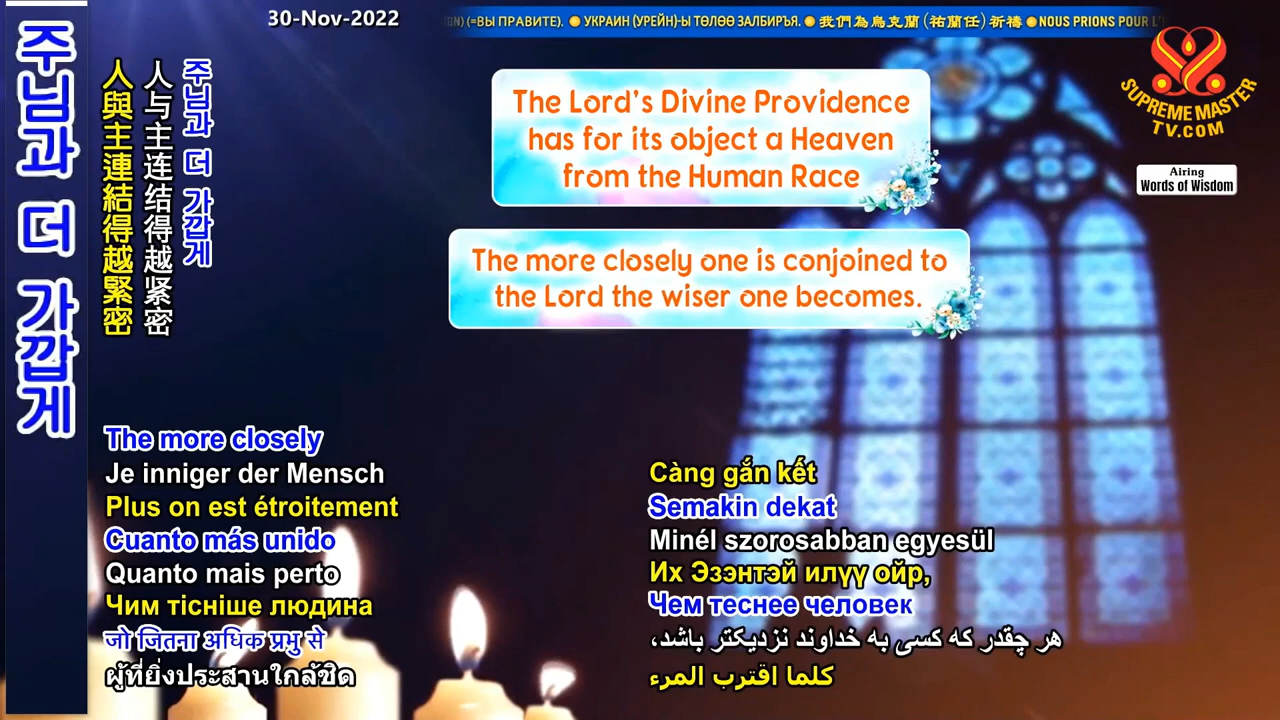 30-Nov-2022
GN) (=ВЫ ПРАВИТЕ). УКРАИН (УРЕЙН)-Ы ТӨЛӨӨ ЗАЛБИРЪЯ. 我們為烏克蘭 (祐蘭任) 祈禱 NOUS PRIONS POUR L'
SUPREME MASTER
TV.COM
Airing
Words of Wisdom
The Lord's Divine Providence
has for its object a Heaven
from the Human Race
The more closely one is conjoined to
the Lord the wiser one becomes.
주님과 더 가깝게
人與主連結得越緊密
人与主连结得越紧密
주님과 더 가깝게
The more closely
Je inniger der Mensch
Plus on est étroitement
Cuanto más unido
Quanto mais perto
Чим тісніше людина
जो जितना अधिक प्रभु से
ผู้ที่ยิ่งประสานใกล้ชิด
Càng gắn kết
Semakin dekat
Minél szorosabban egyesül
Их Эзэнтэй илүү ойр,
Чем теснее человек
هر چقدر که کسی به خداوند نزدیکتر باشد،
كلما اقترب المرء